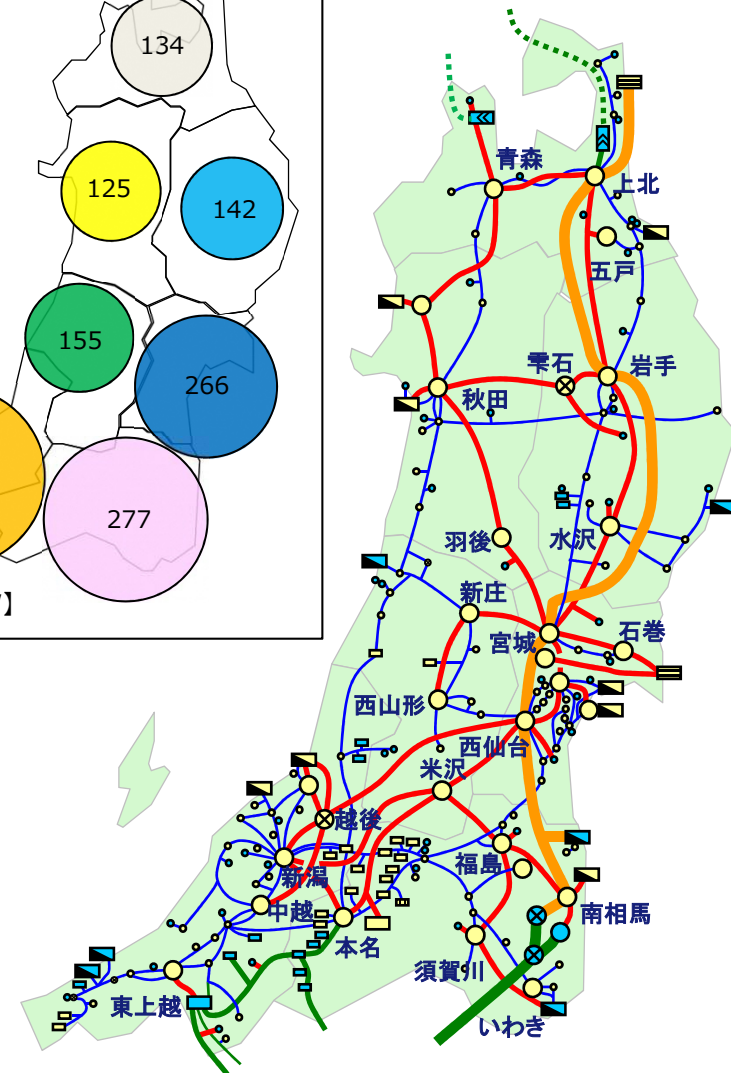 134
125
142
155
266
277
】
青森
上北
五戸
雫石
岩手
秋田
羽後
水沢
新庄
宮城
石巻
西山形
西仙台
米沢
越後
福島
新潟
中越
南相馬
本名
須賀川
東上越
いわき